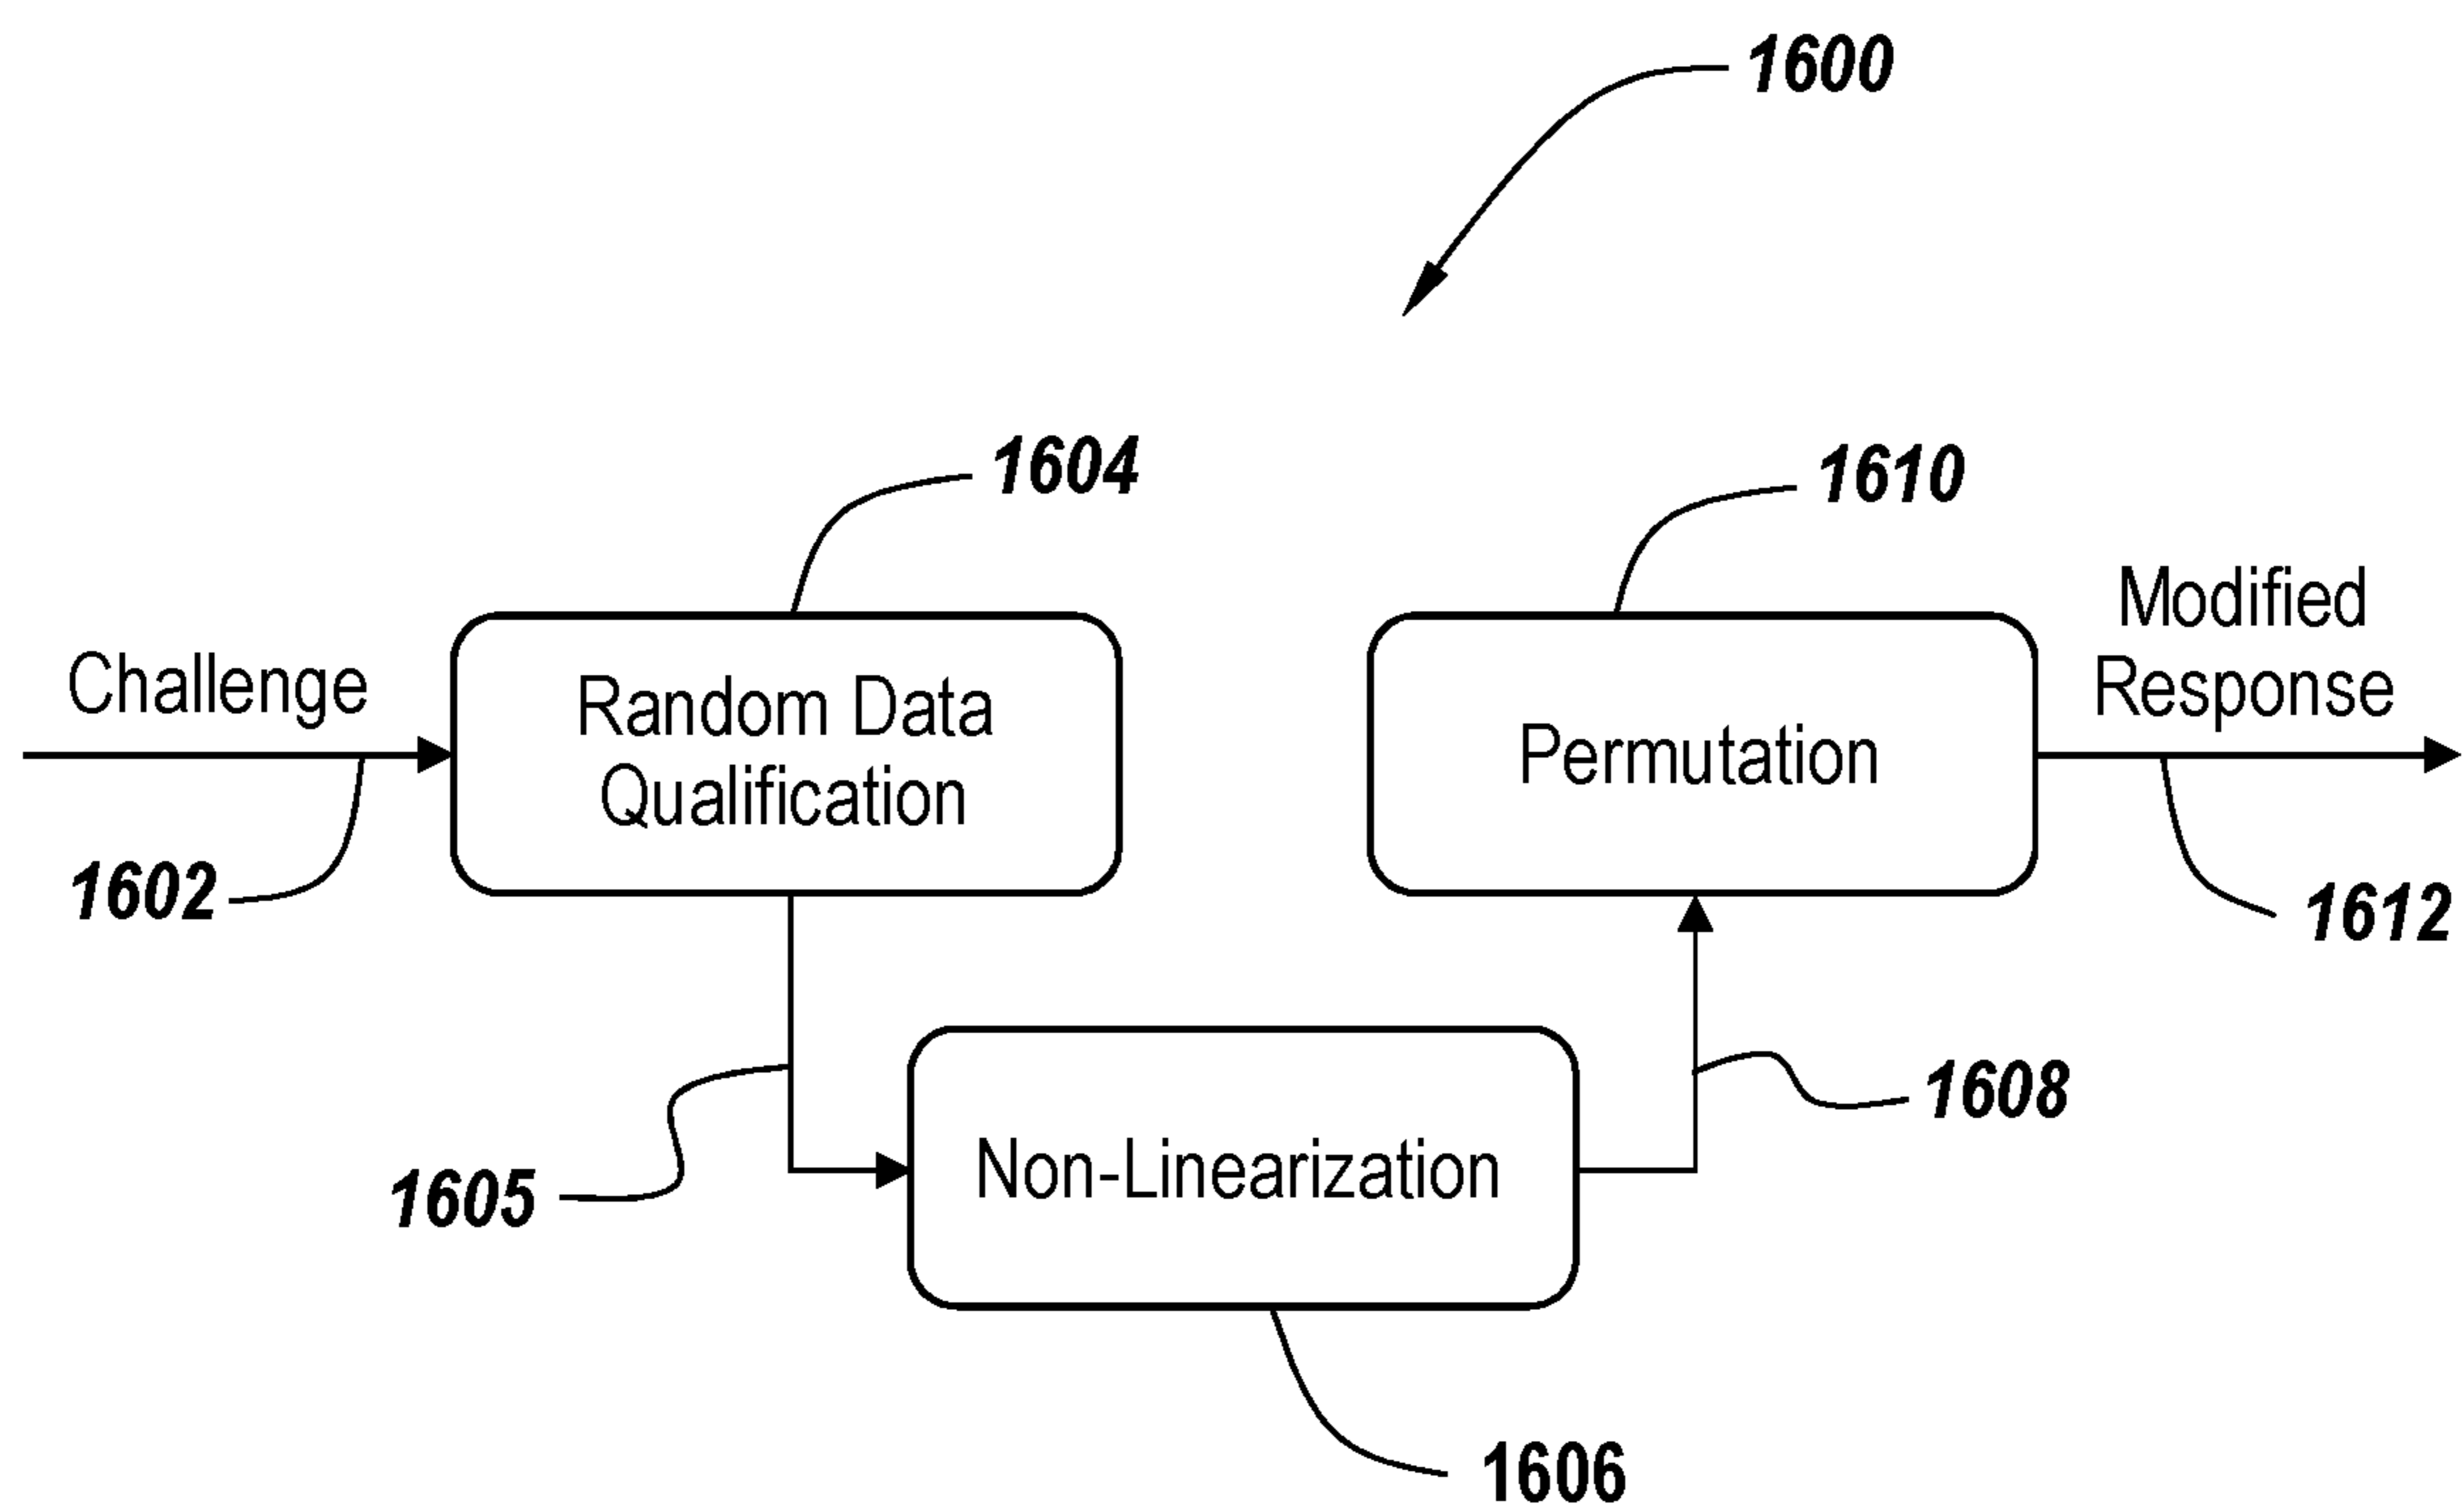 1600
1604
1610
Modified
Response
Challenge
Random Data
Qualification
Permutation
1602
1612
1608
Non-Linearization
1605
1606